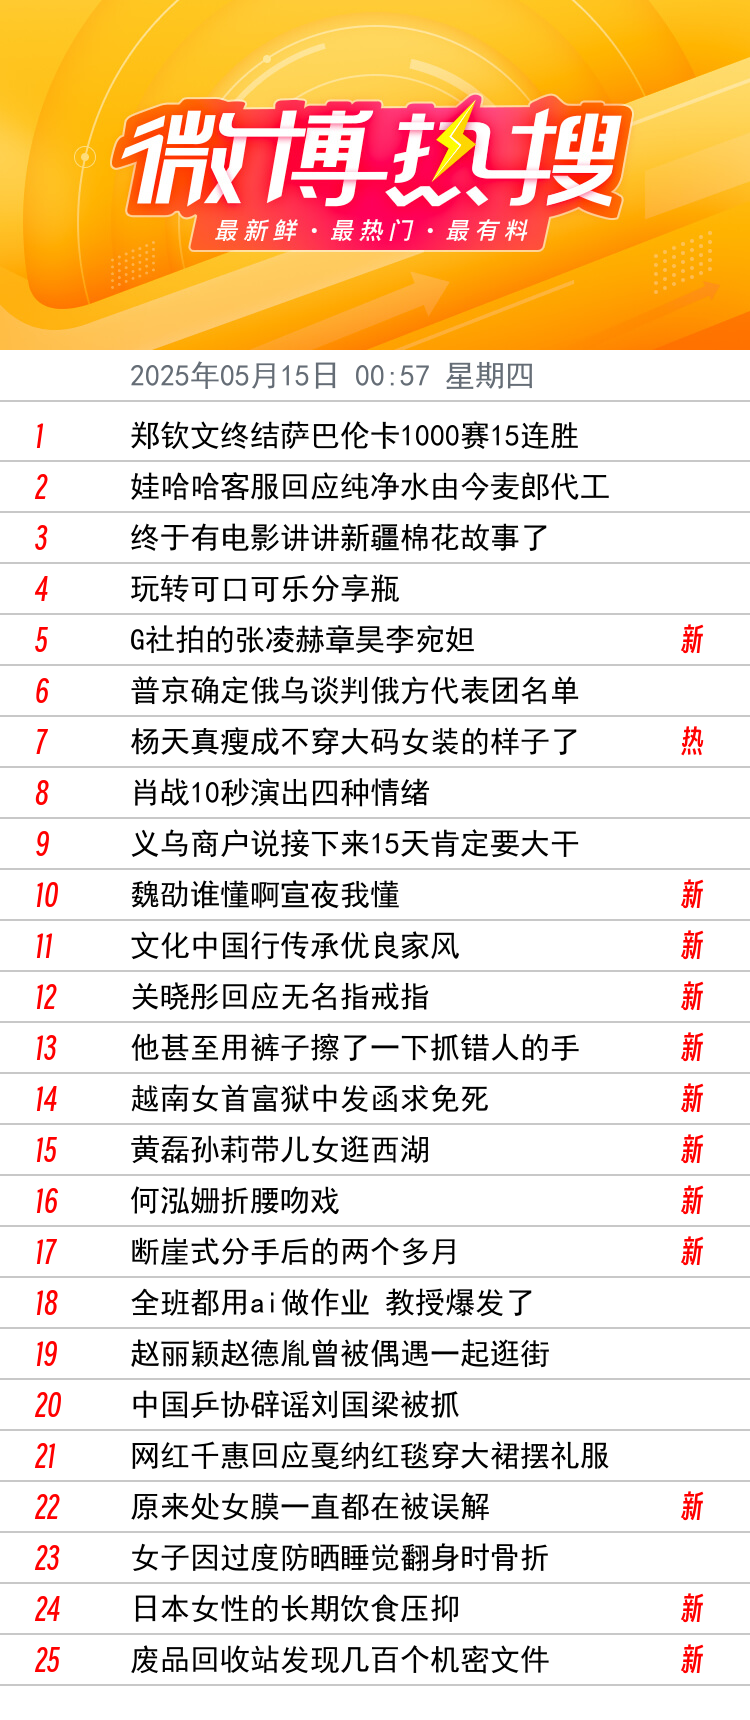 微博热搜
最新鲜·最热门·最有料
2025年05月15日 00:57 星期四
1 郑钦文终结萨巴伦卡1000赛15连胜
2 娃哈哈客服回应纯净水由今麦郎代工
3 终于有电影讲讲新疆棉花故事了
4 玩转可口可乐分享瓶
5 G社拍的张凌赫章昊李宛妲 新
6 普京确定俄乌谈判俄方代表团名单
7 杨天真瘦成不穿大码女装的样子了 热
8 肖战10秒演出四种情绪
9 义乌商户说接下来15天肯定要大干
10 魏劭谁懂啊宣夜我懂 新
11 文化中国行传承优良家风 新
12 关晓彤回应无名指戒指 新
13 他甚至用裤子擦了一下抓错人的手 新
14 越南女首富狱中发函求免死 新
15 黄磊孙莉带儿女逛西湖 新
16 何泓姗折腰吻戏 新
17 断崖式分手后的两个多月 新
18 全班都用ai做作业 教授爆发了
19 赵丽颖赵德胤曾被偶遇一起逛街
20 中国乒协辟谣刘国梁被抓
21 网红千惠回应戛纳红毯穿大裙摆礼服
22 原来处女膜一直都在被误解 新
23 女子因过度防晒睡觉翻身时骨折
24 日本女性的长期饮食压抑 新
25 废品回收站发现几百个机密文件 新